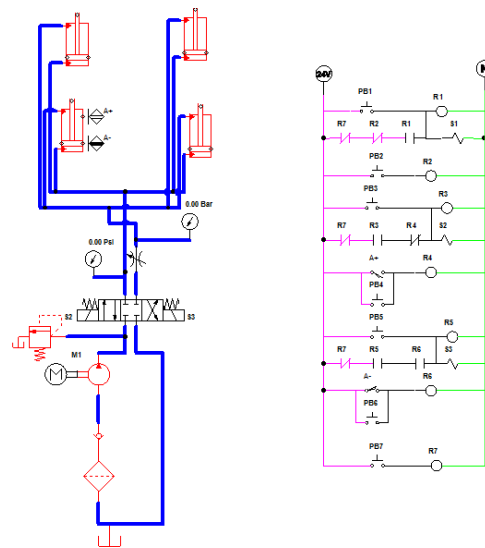 A+
A-
0.00 Bar
0.00 Psi
S2
S3
M1
M
24V
PB1
R1
R7 R2 R1 S1
PB2
R2
PB3
R3
R7 R3 R4 S2
A+
R4
PB4
PB5
R5
R7 R5 R6 S3
A-
R6
PB6
PB7
R7